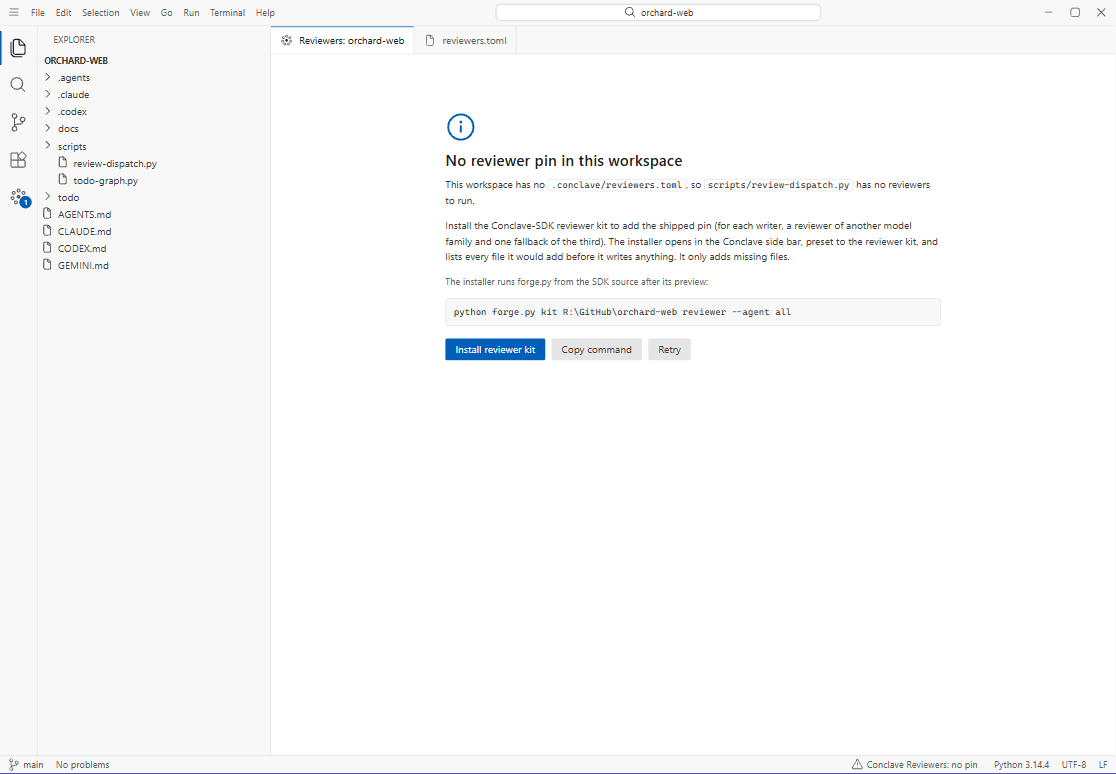 File Edit Selection View Go Run Terminal Help
orchard-web
EXPLORER
Reviewers: orchard-web
reviewers.toml
ORCHARD-WEB
.agents
.claude
.codex
docs
scripts
review-dispatch.py
todo-graph.py
todo
AGENTS.md
CLAUDE.md
CODEX.md
GEMINI.md
1
No reviewer pin in this workspace
This workspace has no .conclave/reviewers.toml, so scripts/review-dispatch.py has no reviewers
to run.
Install the Conclave-SDK reviewer kit to add the shipped pin (for each writer, a reviewer of another model
family and one fallback of the third). The installer opens in the Conclave side bar, preset to the reviewer kit, and
lists every file it would add before it writes anything. It only adds missing files.
The installer runs forge.py from the SDK source after its preview:
python forge.py kit R:\GitHub\orchard-web reviewer --agent all
Install reviewer kit
Copy command
Retry
main No problems
Conclave Reviewers: no pin Python 3.14.4 UTF-8 LF